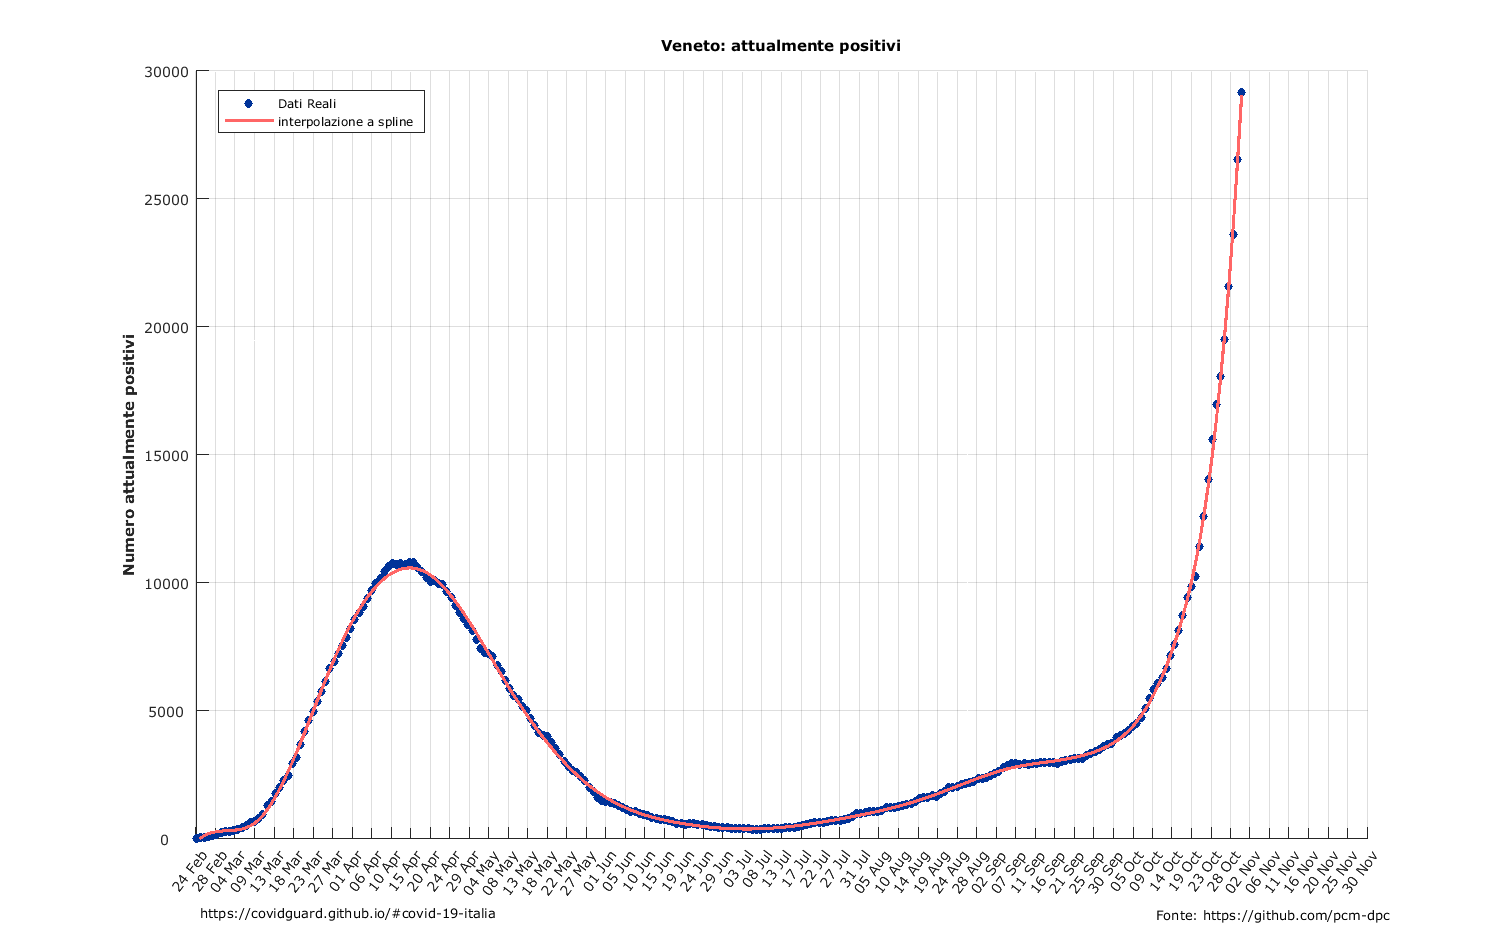 Veneto: attualmente positivi
30000
25000
20000
15000
10000
5000
0
Numero attualmente positivi
Dati Reali
interpolazione a spline
24 Feb
28 Feb
04 Mar
09 Mar
13 Mar
18 Mar
23 Mar
27 Mar
01 Apr
06 Apr
10 Apr
15 Apr
20 Apr
24 Apr
29 Apr
04 May
08 May
13 May
18 May
22 May
27 May
01 Jun
05 Jun
10 Jun
15 Jun
19 Jun
24 Jun
29 Jun
03 Jul
08 Jul
13 Jul
17 Jul
22 Jul
27 Jul
31 Jul
05 Aug
10 Aug
14 Aug
19 Aug
24 Aug
28 Aug
02 Sep
07 Sep
11 Sep
16 Sep
21 Sep
25 Sep
30 Sep
05 Oct
09 Oct
14 Oct
19 Oct
23 Oct
28 Oct
02 Nov
06 Nov
11 Nov
16 Nov
20 Nov
25 Nov
30 Nov
https://covidguard.github.io/#covid-19-italia
Fonte: https://github.com/pcm-dpc